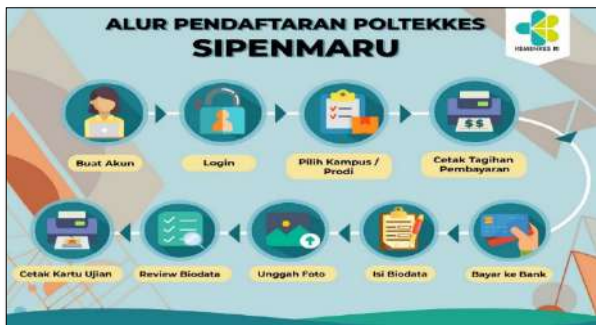 ALUR PENDAFTARAN POLTEKKES
SIPENMARU
KEMENKES RI
Buat Akun
Login
Pilih Kampus /
Prodi
Cetak Tagihan
Pembayaran
$$
Bayar ke Bank
Isi Biodata
Unggah Foto
Review Biodata
Cetak Kartu Ujian